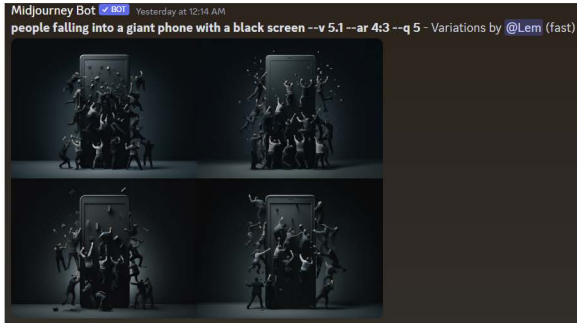 Midjourney Bot ✓ BOT Yesterday at 12:14 AM
people falling into a giant phone with a black screen --v 5.1 --ar 4:3 --q 5 - Variations by @Lem (fast)